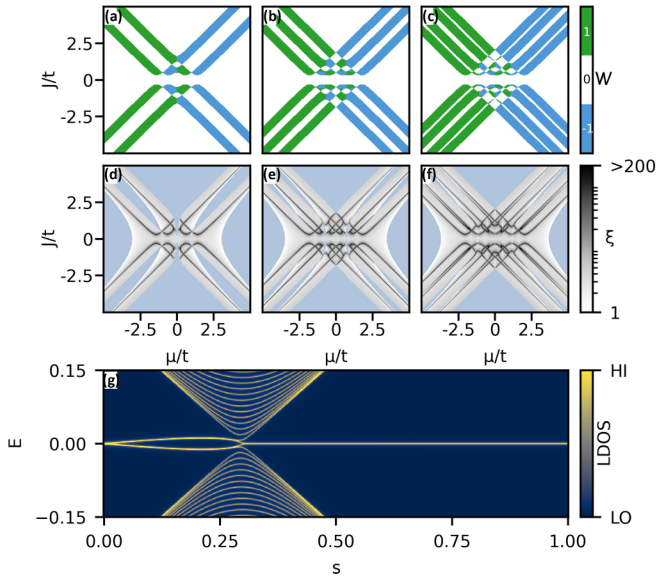 (a) (b) (c)
2.5
0
-2.5
J/t
1
0
-1
W
(d) (e) (f)
2.5
0
-2.5
J/t
>200
1
ξ
-2.5 0 2.5 -2.5 0 2.5 -2.5 0 2.5
μ/t μ/t μ/t
(g)
0.15
0.00
−0.15
E
HI
LO
LDOS
0.00 0.25 0.50 0.75 1.00
s